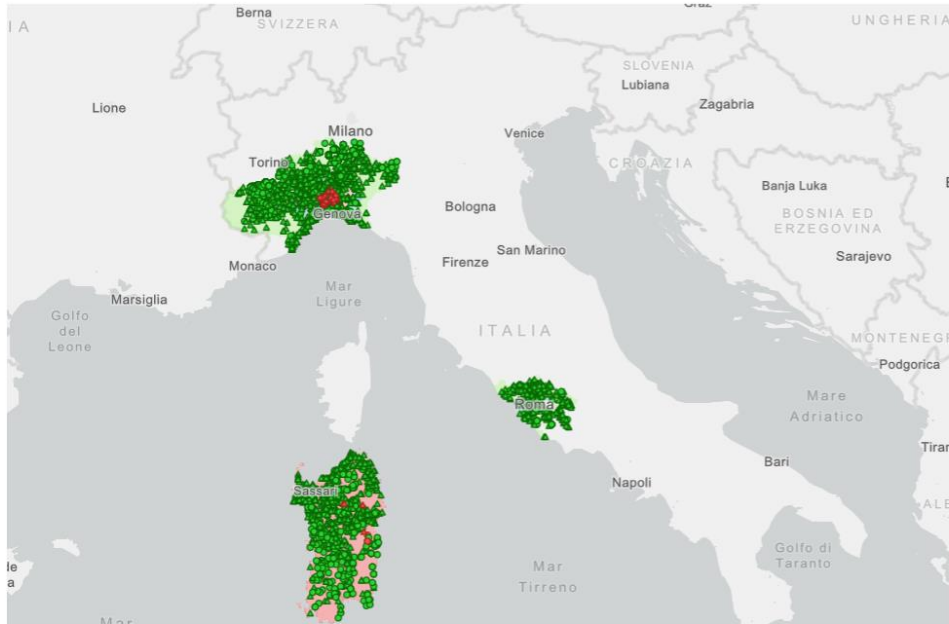 Berna
SVIZZERA
UNGHERIA
SLOVENIA
Lubiana
Zagabria
Lione
Milano
Venice
Torino
CROAZIA
Banja Luka
Genova
Bologna
BOSNIA ED
ERZEGOVINA
San Marino
Sarajevo
Monaco
Firenze
Marsiglia
Mar
Ligure
Golfo
del
Leone
ITALIA
MONTENEG
Podgorica
Roma
Mare
Adriatico
Tiran
Bari
Sassari
Napoli
ALB
Golfo di
Taranto
Mar
Tirreno
Mar